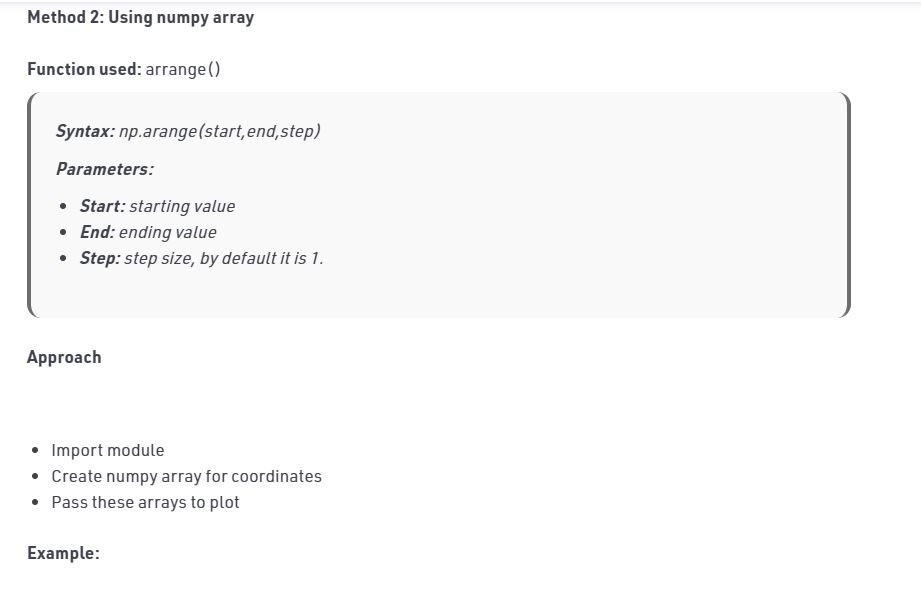 Method 2: Using numpy array
Function used: arrange()
Syntax: np.arange(start,end,step)
Parameters:
• Start: starting value
• End: ending value
• Step: step size, by default it is 1.
Approach
• Import module
• Create numpy array for coordinates
• Pass these arrays to plot
Example: